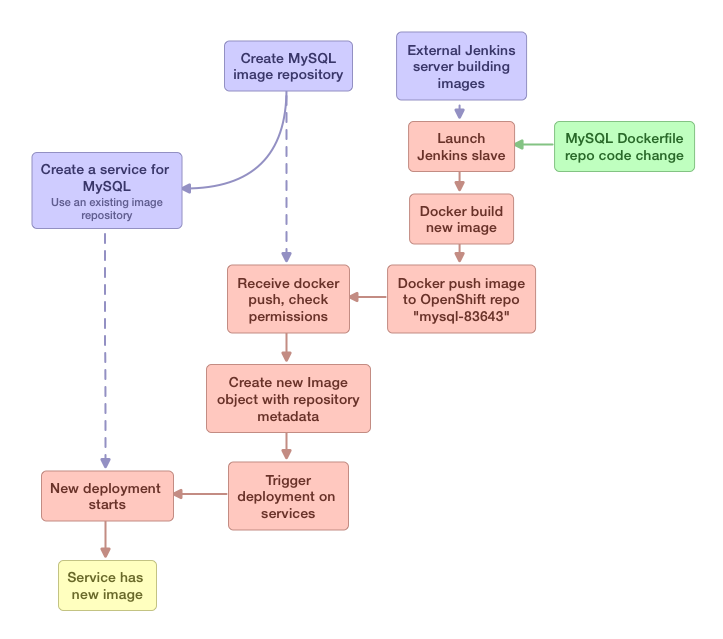 Create MySQL
image repository
External Jenkins
server building
images
Launch
Jenkins slave
MySQL Dockerfile
repo code change
Create a service for
MySQL
Use an existing image
repository
Docker build
new image
Receive docker
push, check
permissions
Docker push image
to OpenShift repo
"mysql-83643"
Create new Image
object with repository
metadata
New deployment
starts
Trigger
deployment on
services
Service has
new image